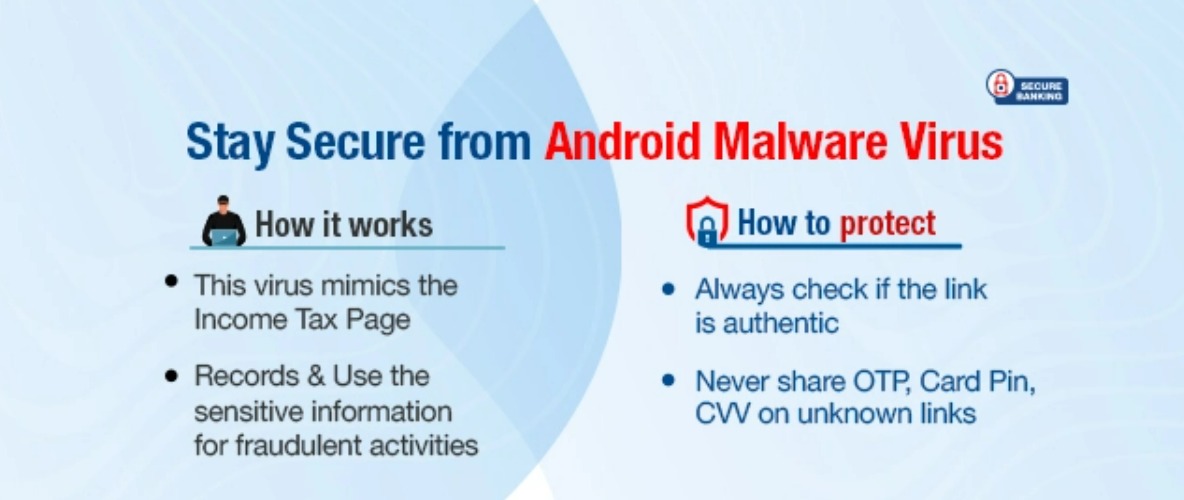 SECURE
BANKING
Stay Secure from Android Malware Virus
How it works
This virus mimics the
Income Tax Page
Records & Use the
sensitive information
for fraudulent activities
How to protect
Always check if the link
is authentic
Never share OTP, Card Pin,
CVV on unknown links